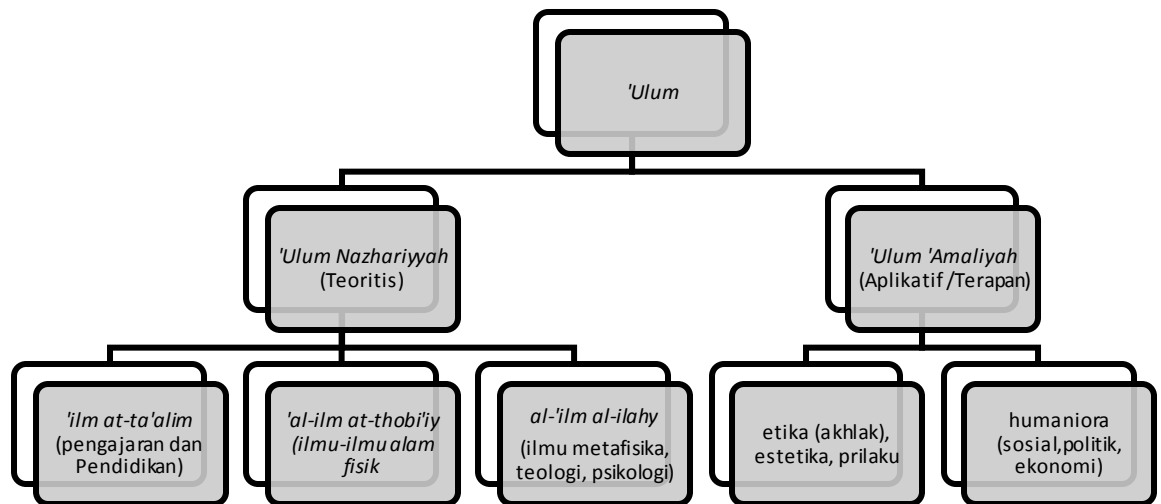 'Ulum
'Ulum Nazhariyyah
(Teoritis)
'Ulum 'Amaliyah
(Aplikatif/Terapan)
'ilm at-ta'alim
(pengajaran dan
Pendidikan)
'al-ilm at-thobi'iy
(ilmu-ilmu alam
fisik
al-'ilm al-ilahy
(ilmu metafisika,
teologi, psikologi)
etika (akhlak),
estetika, prilaku
humaniora
(sosial,politik,
ekonomi)